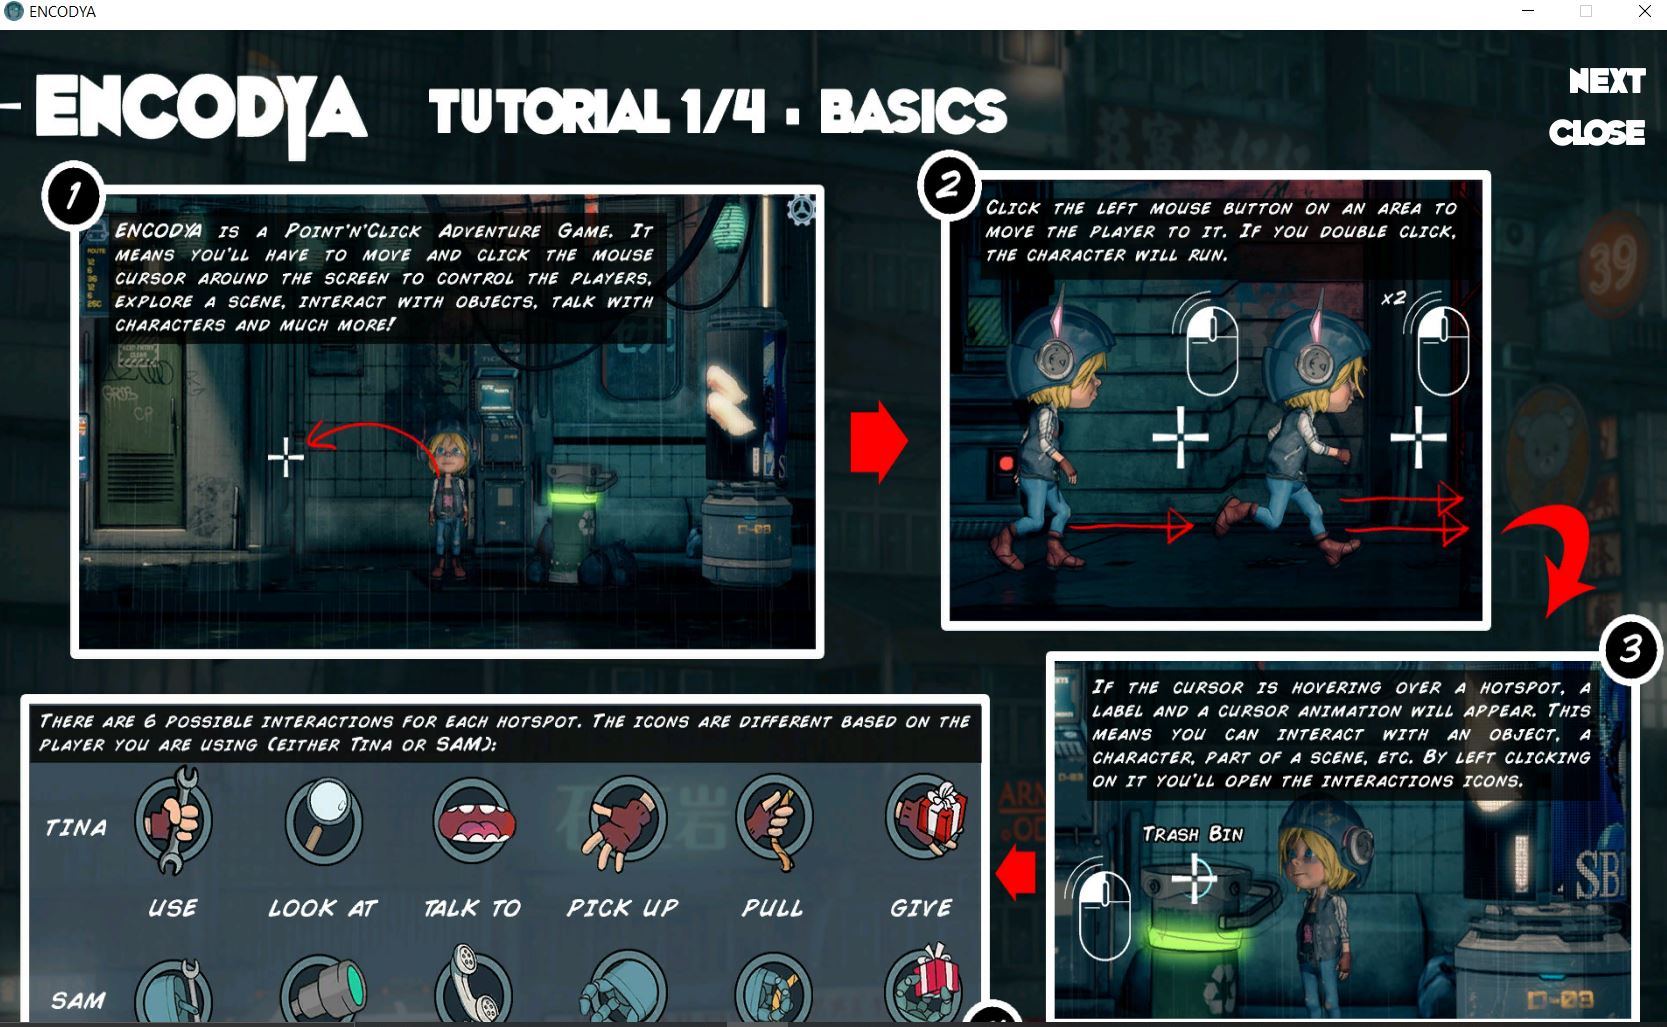 ENCODYA
ENCODYA
TUTORIAL 1/4 · BASICS
NEXT
CLOSE
1
ENCODYA IS A POINT'N'CLICK ADVENTURE GAME. IT
MEANS YOU'LL HAVE TO MOVE AND CLICK THE MOUSE
CURSOR AROUND THE SCREEN TO CONTROL THE PLAYERS,
EXPLORE A SCENE, INTERACT WITH OBJECTS, TALK WITH
CHARACTERS AND MUCH MORE!
ROUTE
CP
D-03
2
CLICK THE LEFT MOUSE BUTTON ON AN AREA TO
MOVE THE PLAYER TO IT. IF YOU DOUBLE CLICK,
THE CHARACTER WILL RUN.
x2
39
3
IF THE CURSOR IS HOVERING OVER A HOTSPOT, A
LABEL AND A CURSOR ANIMATION WILL APPEAR. THIS
MEANS YOU CAN INTERACT WITH AN OBJECT, A
CHARACTER, PART OF A SCENE, ETC. BY LEFT CLICKING
ON IT YOU'LL OPEN THE INTERACTIONS ICONS.
TRASH BIN
SB
D-03
THERE ARE 6 POSSIBLE INTERACTIONS FOR EACH HOTSPOT. THE ICONS ARE DIFFERENT BASED ON THE
PLAYER YOU ARE USING (EITHER TINA OR SAM):
TINA
USE LOOK AT TALK TO PICK UP PULL GIVE
SAM